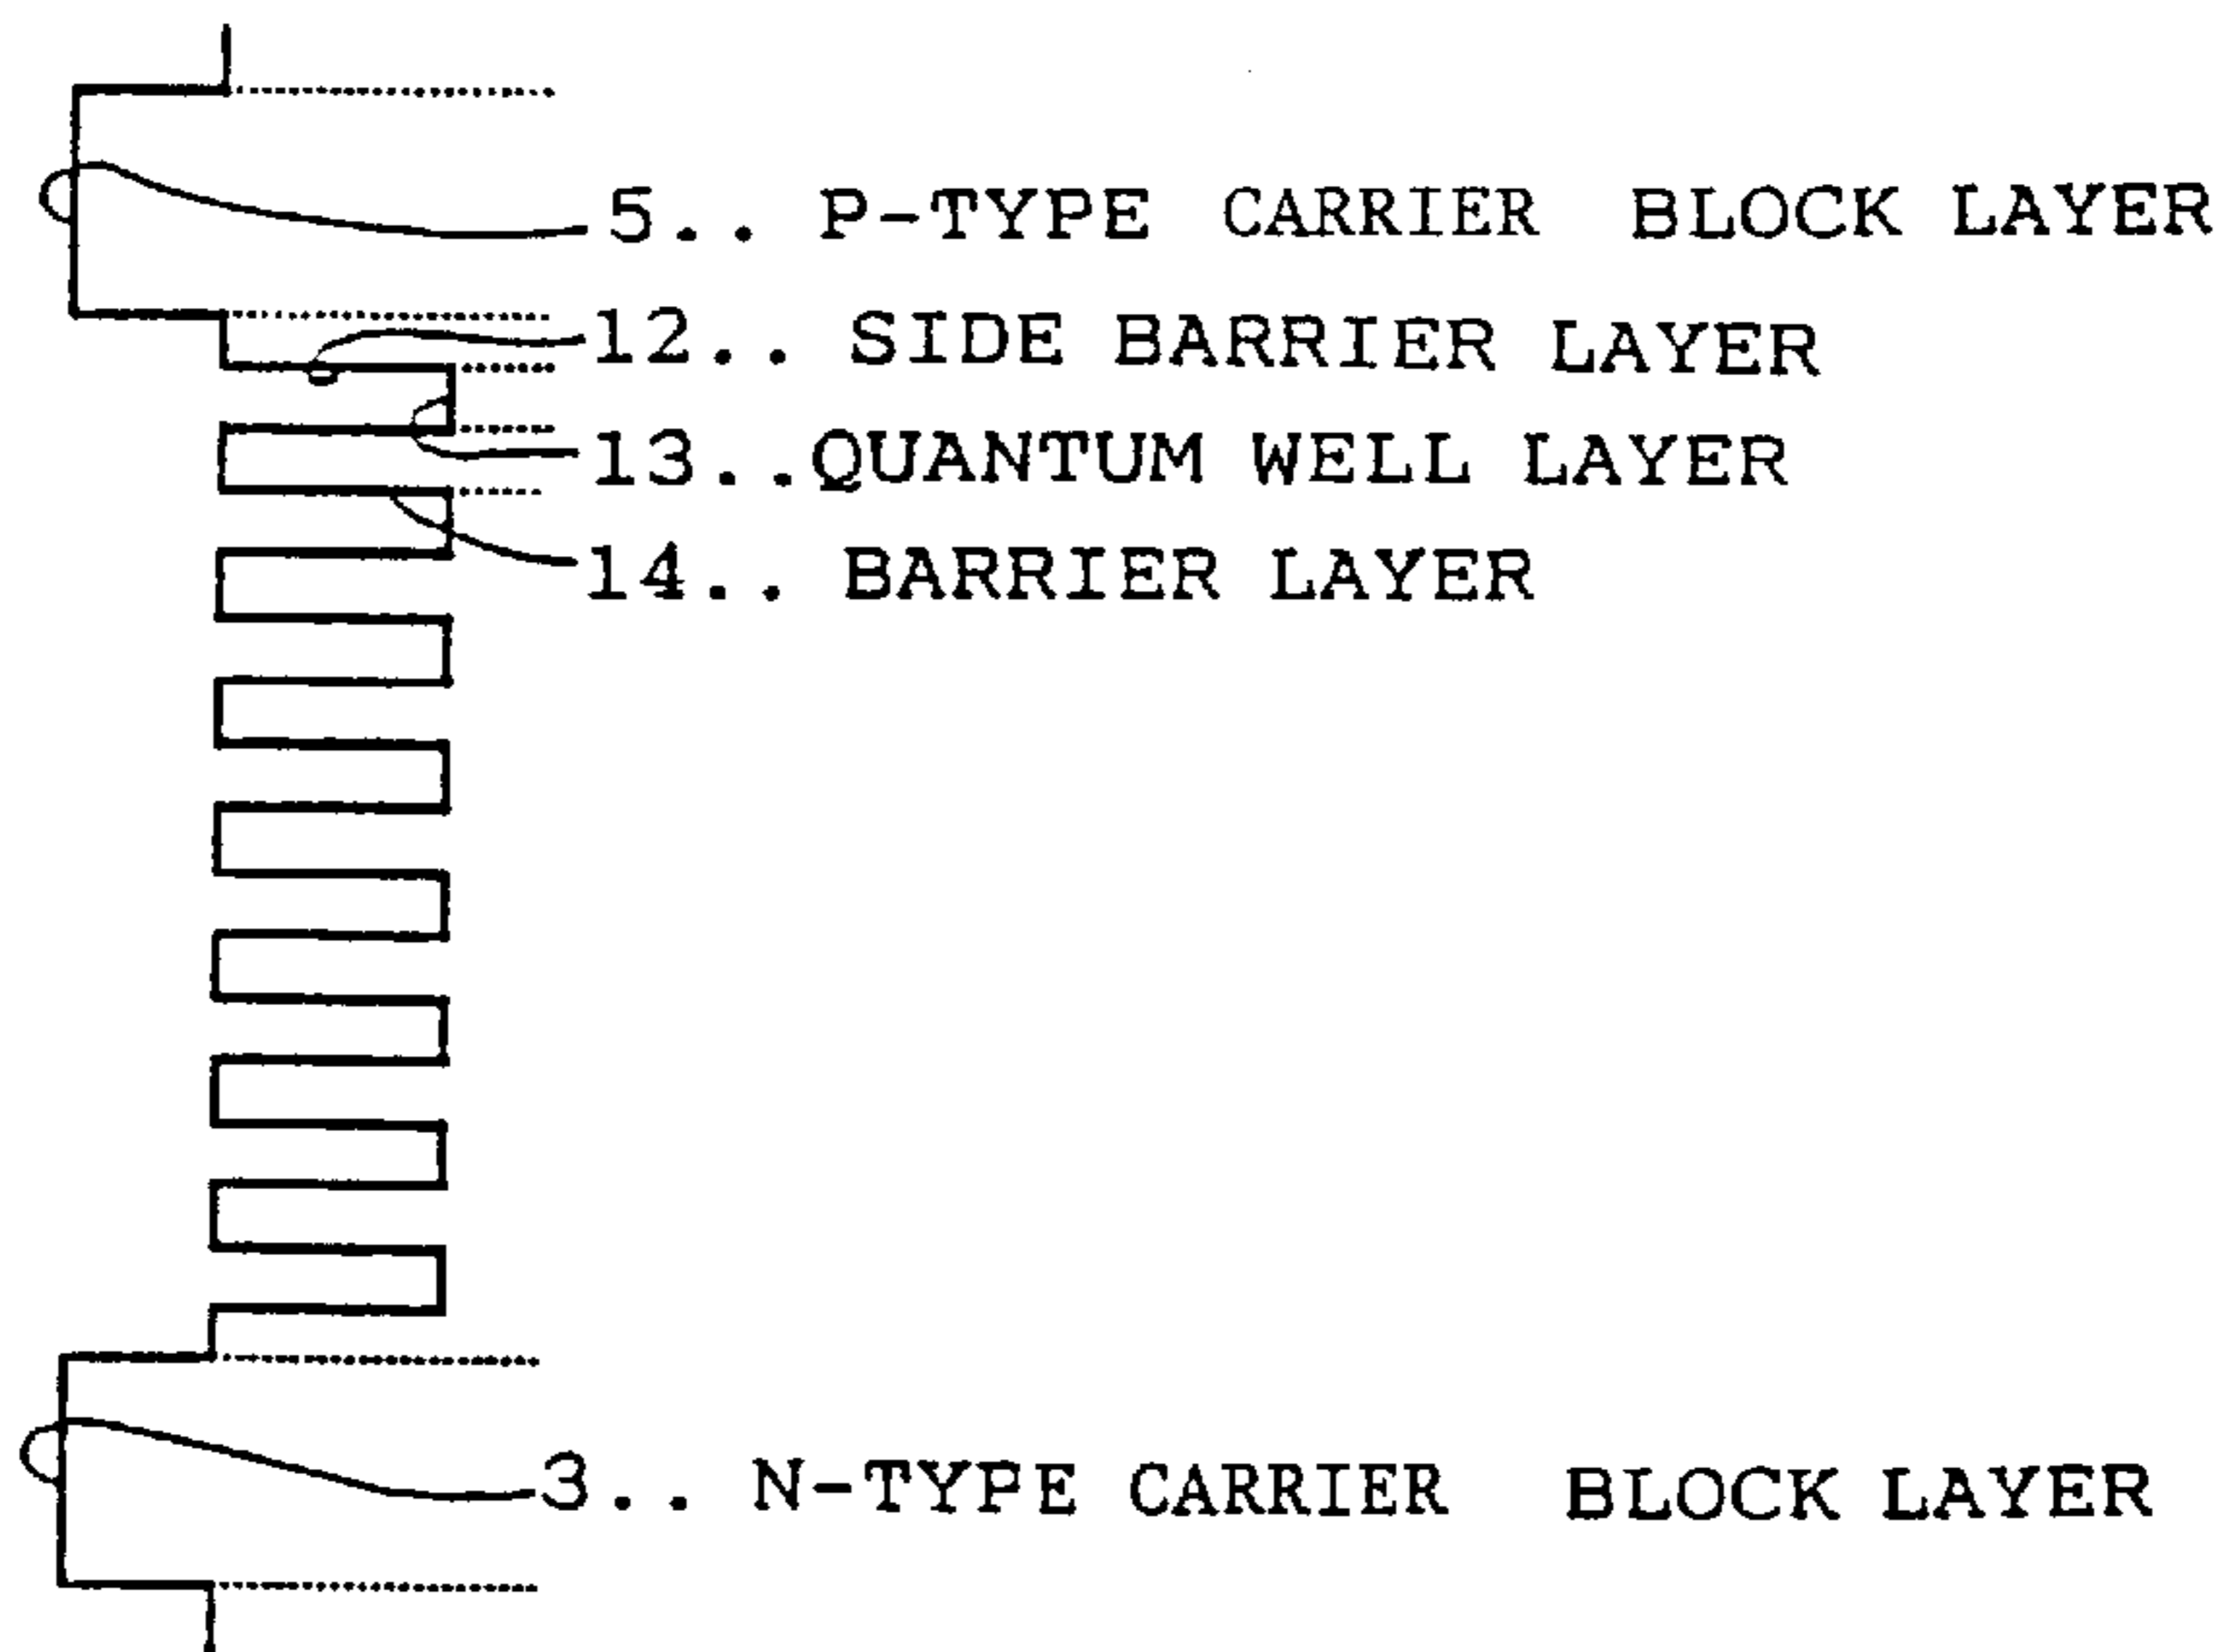 5.. P-TYPE CARRIER BLOCK LAYER
12.. SIDE BARRIER LAYER
13..QUANTUM WELL LAYER
14.. BARRIER LAYER
3.. N-TYPE CARRIER BLOCK LAYER